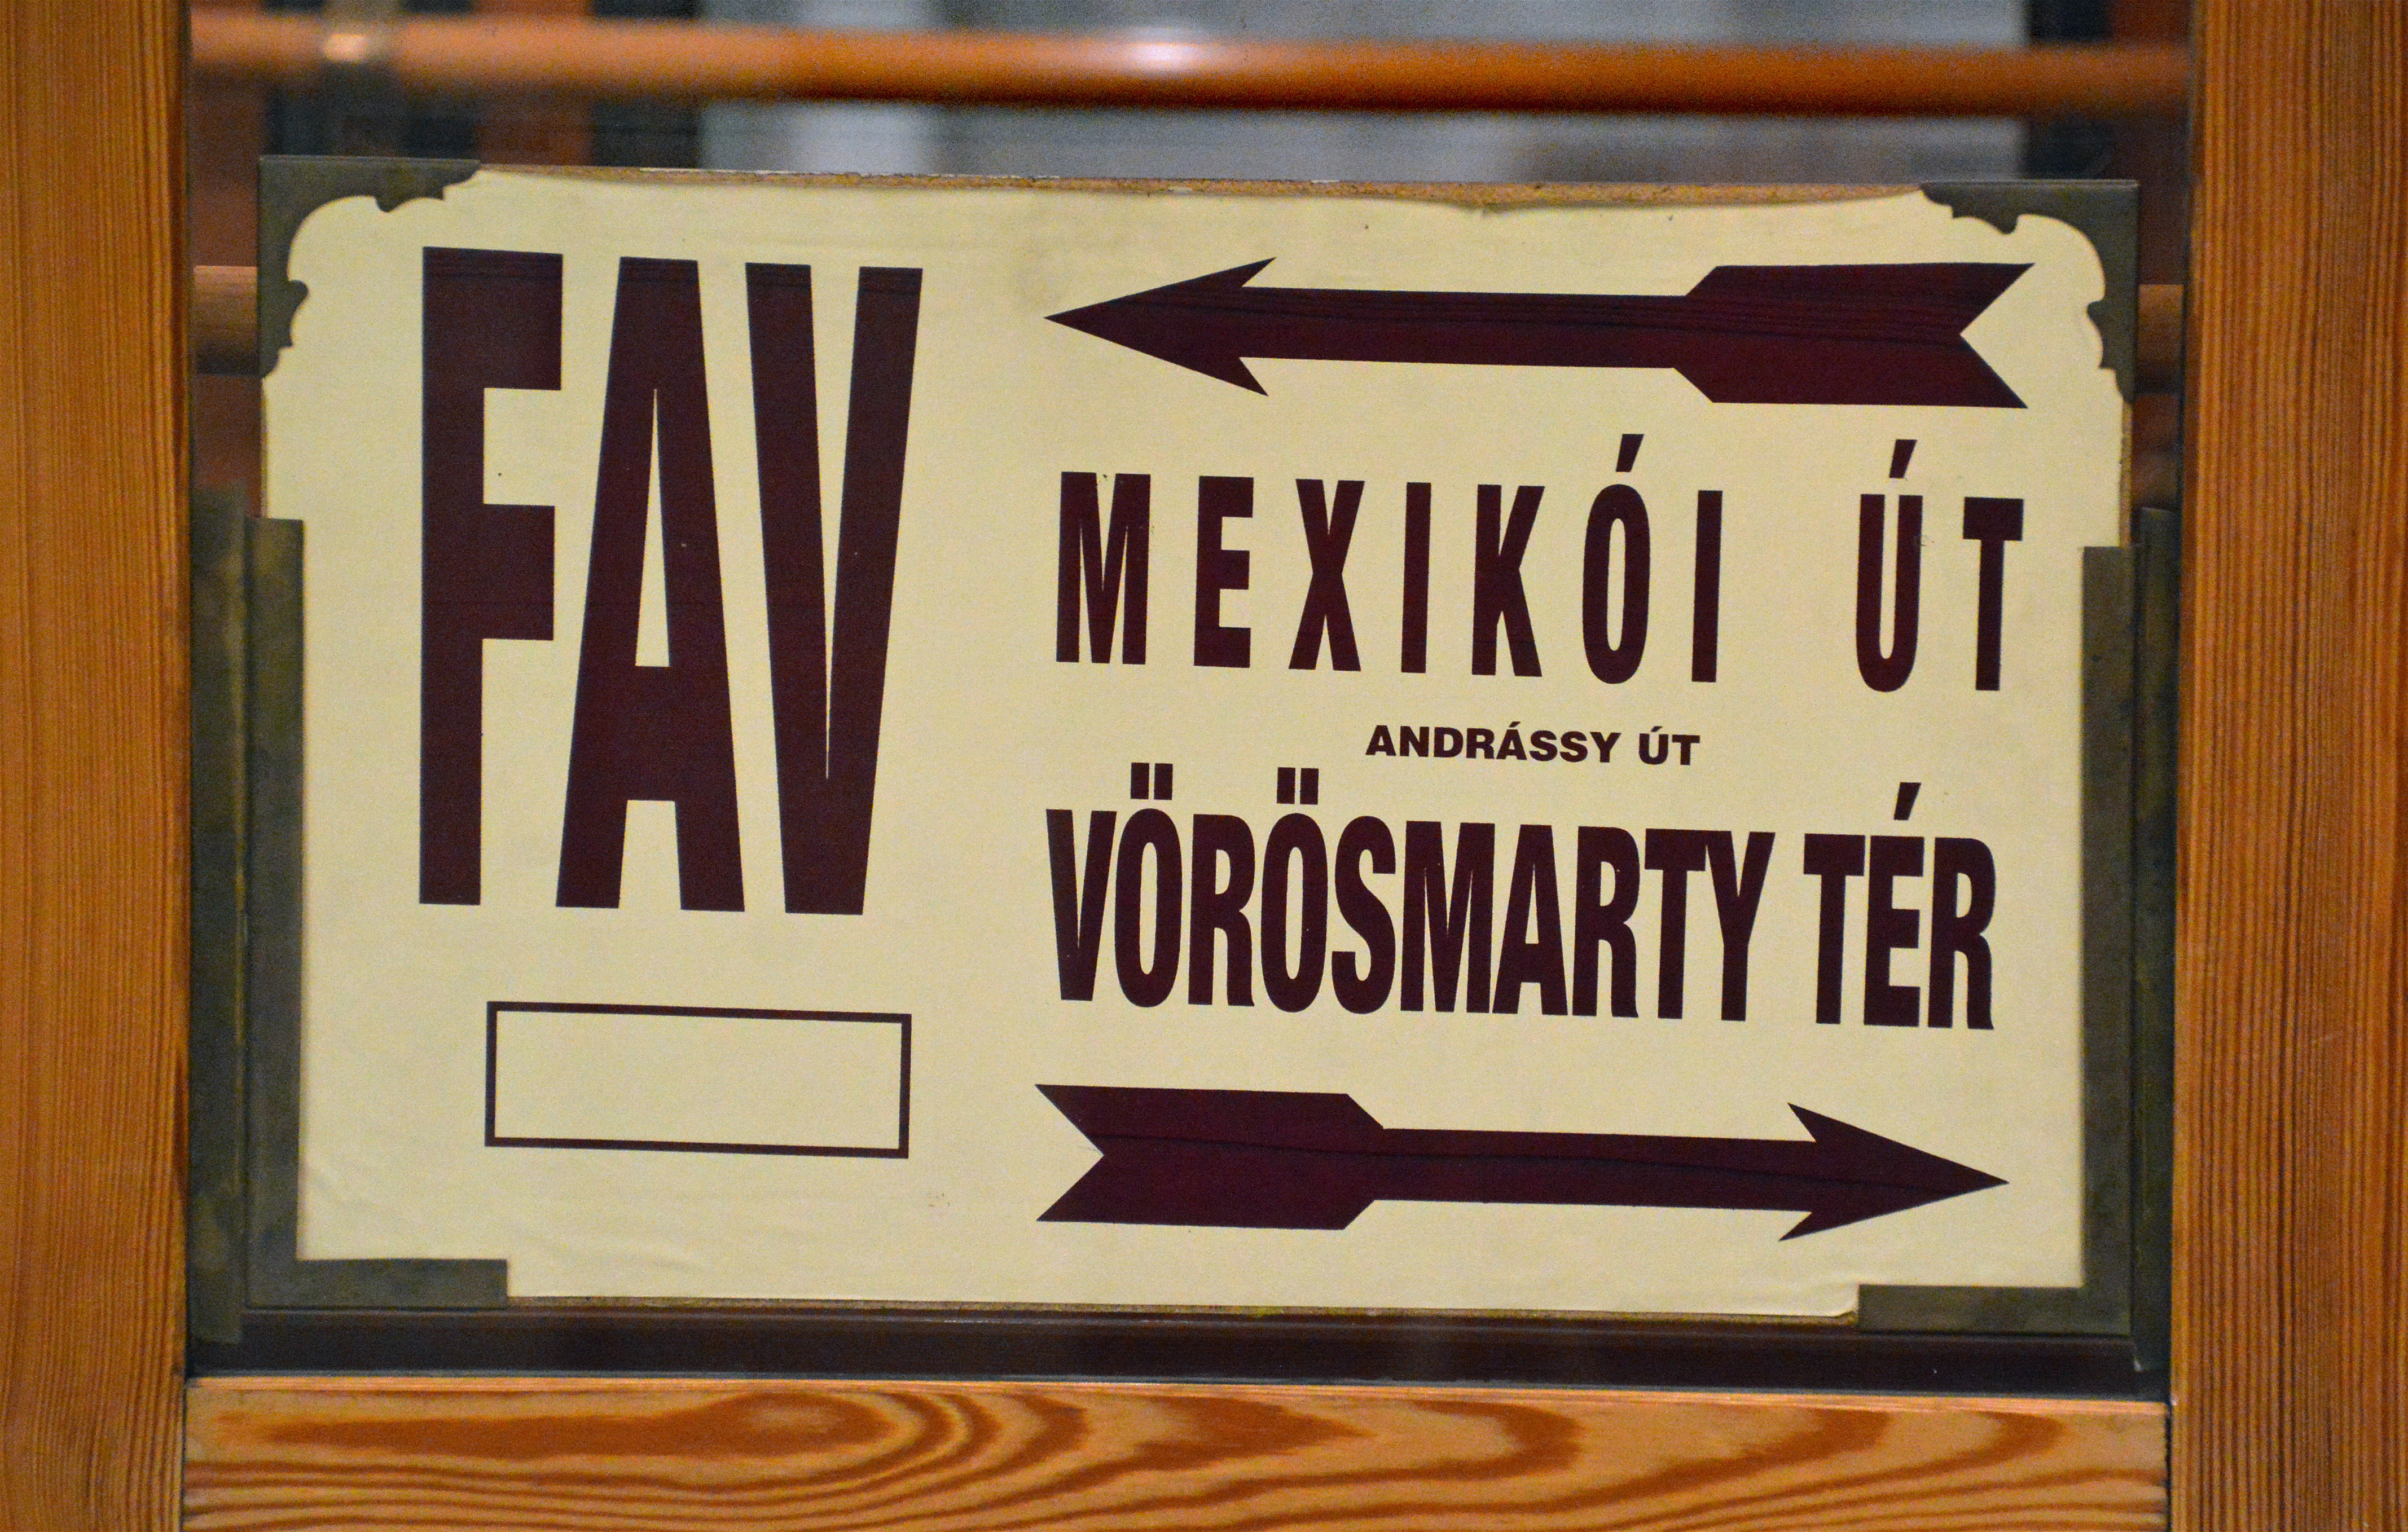 FAV
MEXIKÓI ÚT
ANDRÁSSY ÚT
VÖRÖSMARTY TÉR